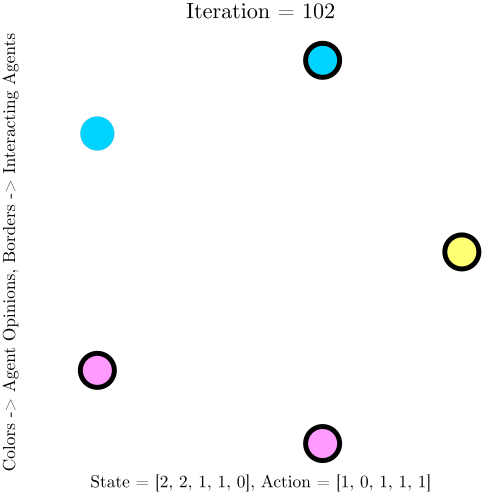 Iteration = 102
Colors -> Agent Opinions, Borders -> Interacting Agents
State = [2, 2, 1, 1, 0], Action = [1, 0, 1, 1, 1]